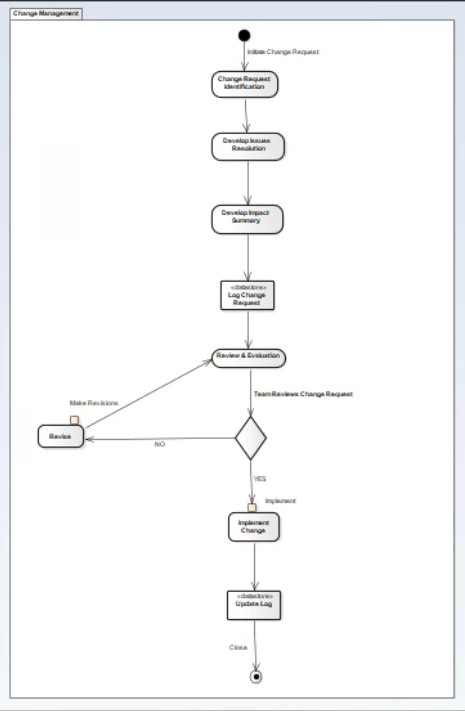 Change Management
Initiate Change Request
Change Request
Identification
Develop Issues
Resolution
Develop Impact
Summary
«datastore»
Log Change
Request
Review & Evaluation
Team Reviews Change Request
Make Revisions
Revise
NO
YES
Implement
Implement
Change
«datastore»
Update Log
Close